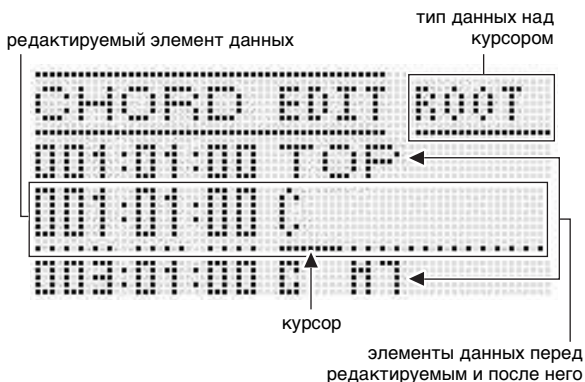 тип данных над
курсором
редактируемый элемент данных
CHORD EDIT ROOT
001:01:00 TOP
001:01:00 C
003:01:00 G M7
курсор
элементы данных перед
редактируемым и после него